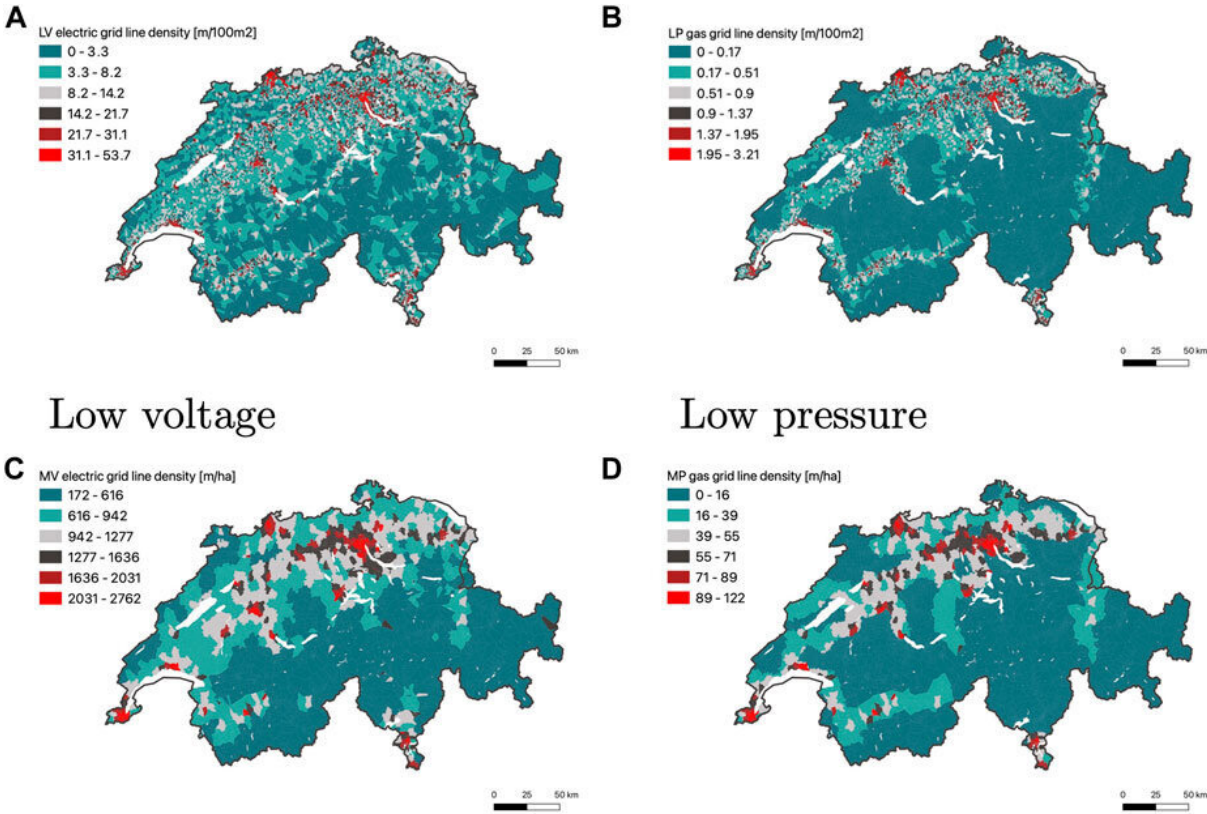 A
LV electric grid line density [m/100m2]
0 - 3.3
3.3 - 8.2
8.2 - 14.2
14.2 - 21.7
21.7 - 31.1
31.1 - 53.7
0 25 50 km
B
LP gas grid line density [m/100m2]
0 - 0.17
0.17 - 0.51
0.51 - 0.9
0.9 - 1.37
1.37 - 1.95
1.95 - 3.21
0 25 50 km
Low voltage
Low pressure
C
MV electric grid line density [m/ha]
172 - 616
616 - 942
942 - 1277
1277 - 1636
1636 - 2031
2031 - 2762
0 25 50 km
D
MP gas grid line density [m/ha]
0 - 16
16 - 39
39 - 55
55 - 71
71 - 89
89 - 122
0 25 50 km